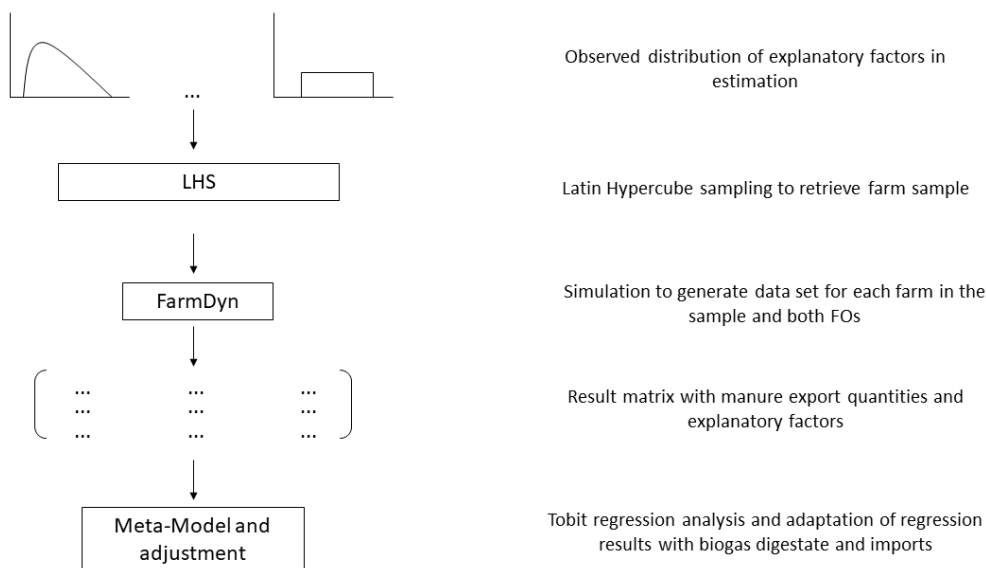 ...
Observed distribution of explanatory factors in
estimation
LHS
Latin Hypercube sampling to retrieve farm sample
FarmDyn
Simulation to generate data set for each farm in the
sample and both FOs
... ... ...
... ... ...
... ... ...
Result matrix with manure export quantities and
explanatory factors
Meta-Model and
adjustment
Tobit regression analysis and adaptation of regression
results with biogas digestate and imports